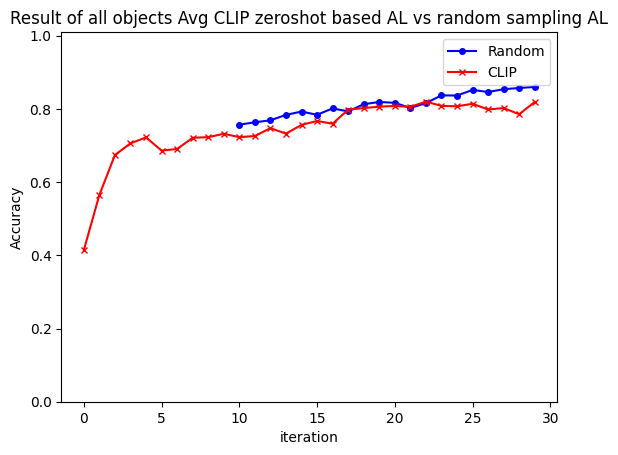 Result of all objects Avg CLIP zeroshot based AL vs random sampling AL
1.0
0.8
0.6
0.4
0.2
0.0
Accuracy
Random
CLIP
0 5 10 15 20 25 30
iteration